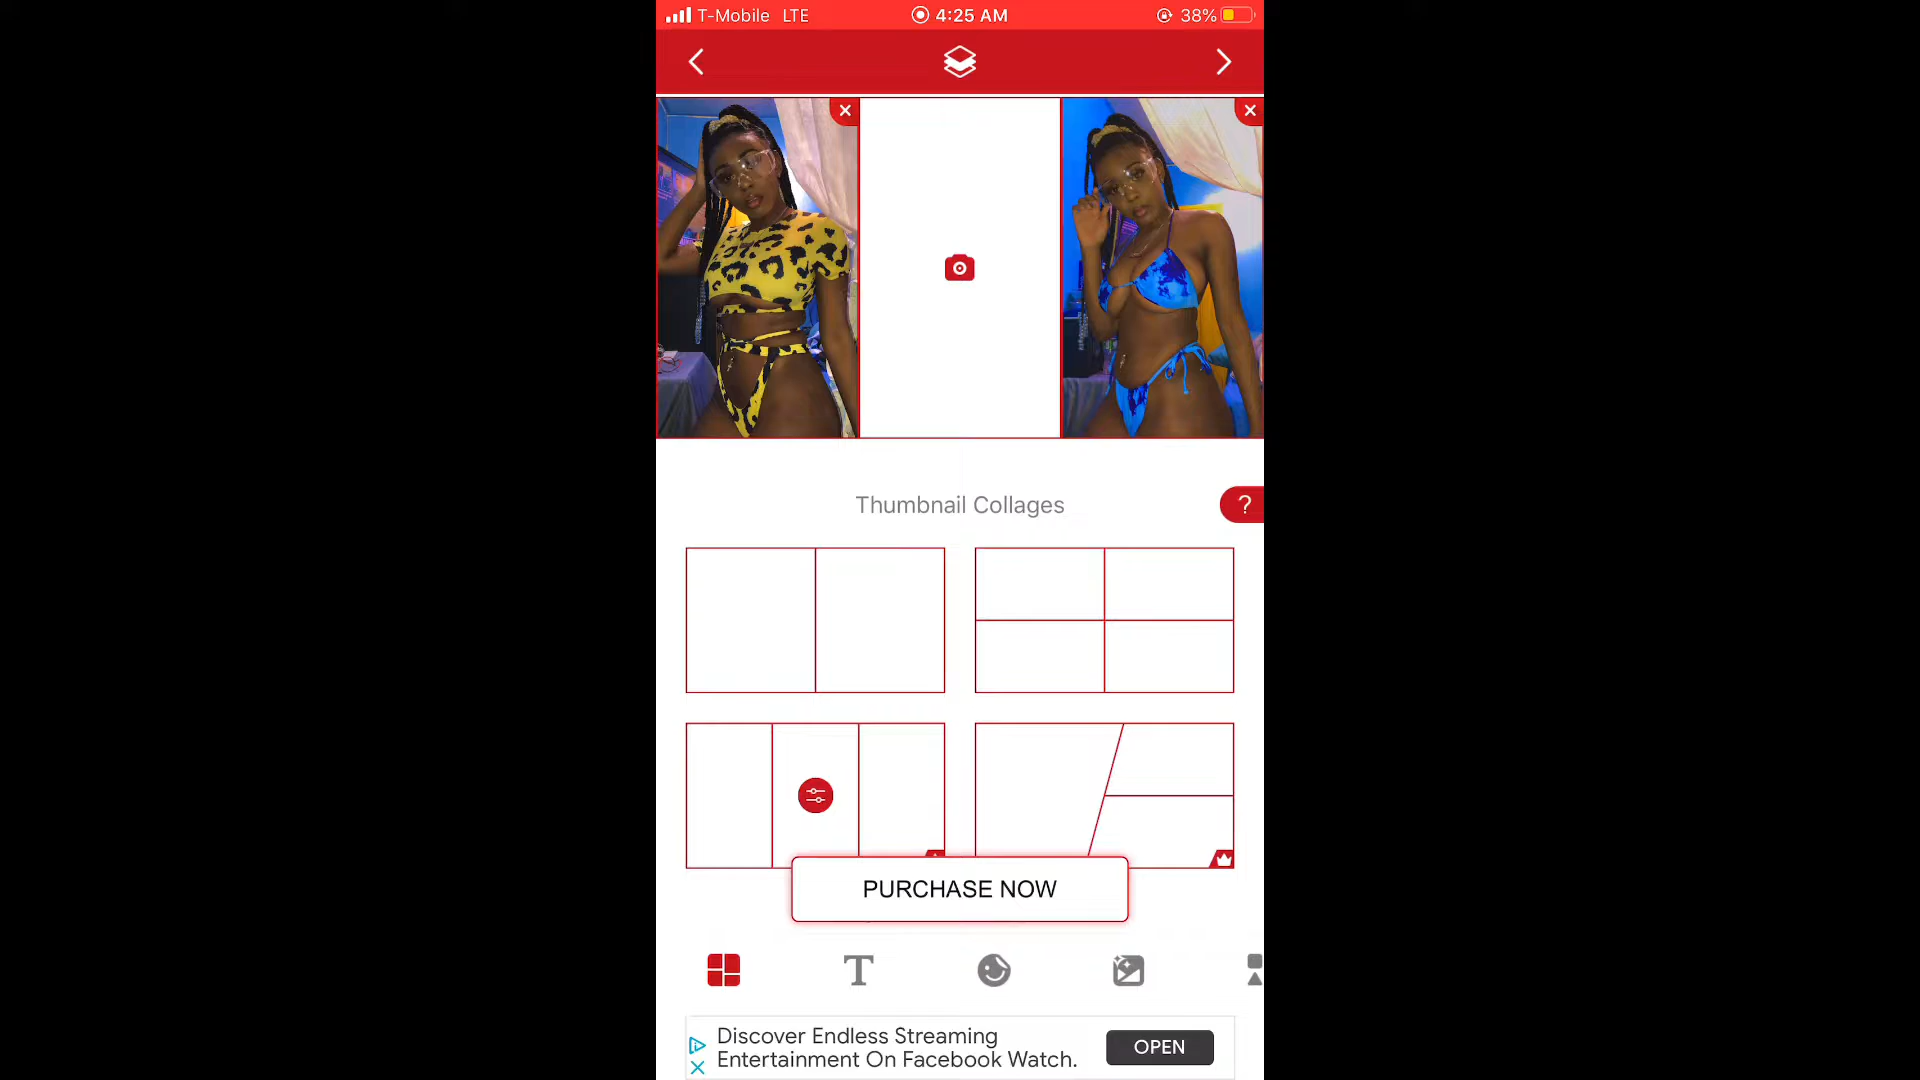 T-Mobile LTE 4:25 AM 38%
Thumbnail Collages
?
PURCHASE NOW
T
Discover Endless Streaming
Entertainment On Facebook Watch.
OPEN